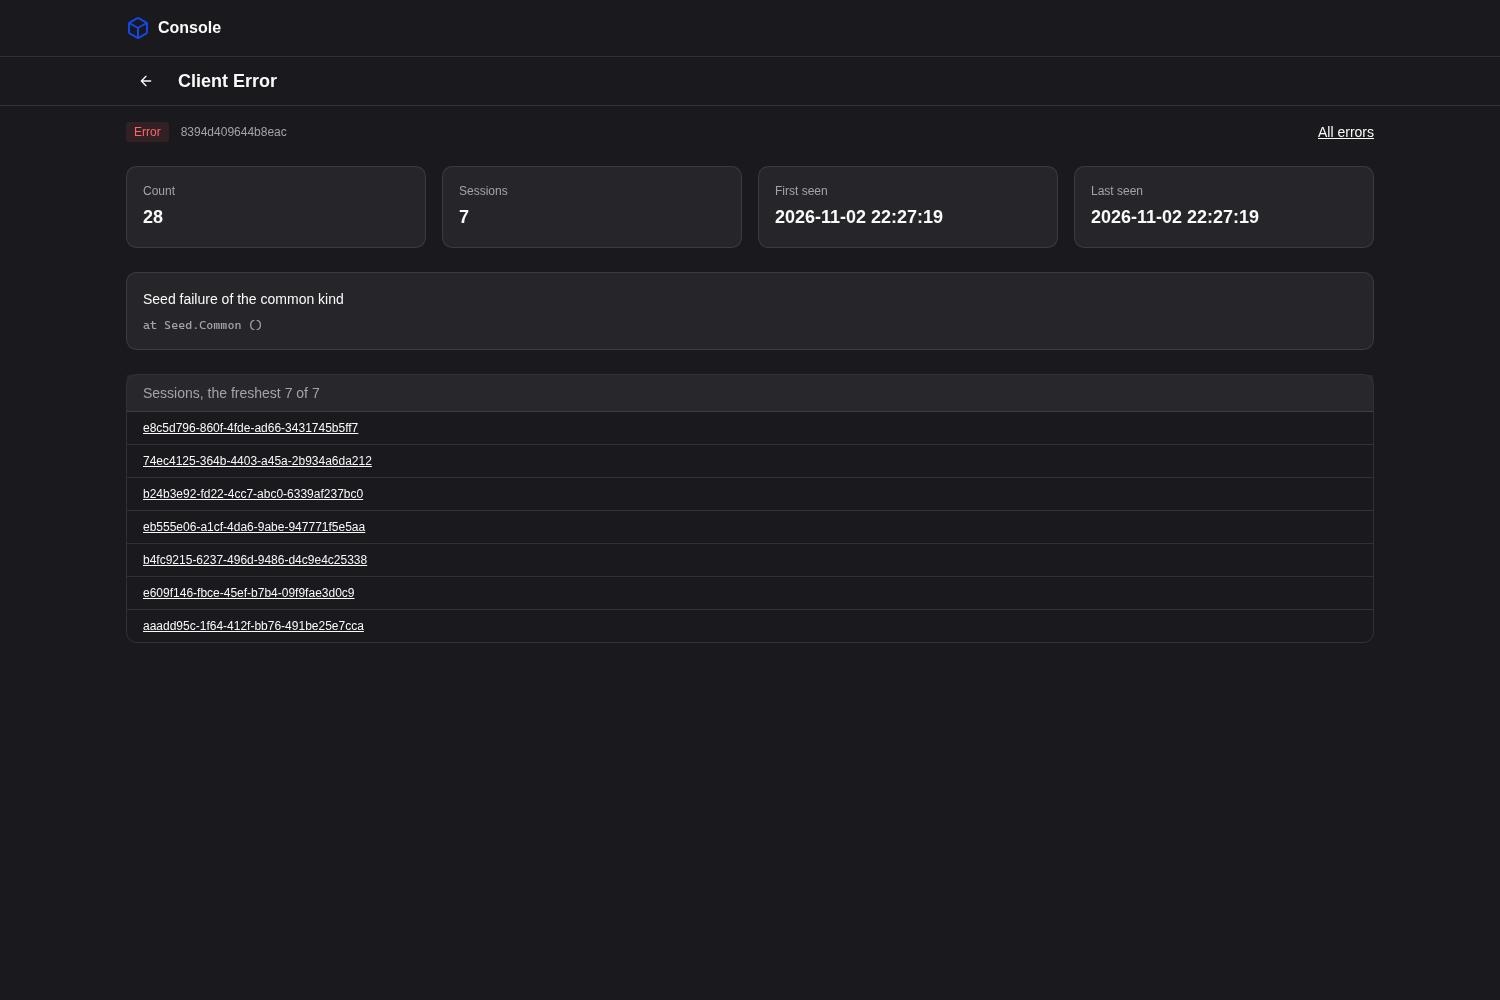 Console
Client Error
Error 8394d409644b8eac All errors
Count Sessions First seen Last seen
28 7 2026-11-02 22:27:19 2026-11-02 22:27:19
Seed failure of the common kind
at Seed.Common ()
Sessions, the freshest 7 of 7
e8c5d796-860f-4fde-ad66-3431745b5ff7
74ec4125-364b-4403-a45a-2b934a6da212
b24b3e92-fd22-4cc7-abc0-6339af237bc0
eb555e06-a1cf-4da6-9abe-947771f5e5aa
b4fc9215-6237-496d-9486-d4c9e4c25338
e609f146-fbce-45ef-b7b4-09f9fae3d0c9
aaadd95c-1f64-412f-bb76-491be25e7cca